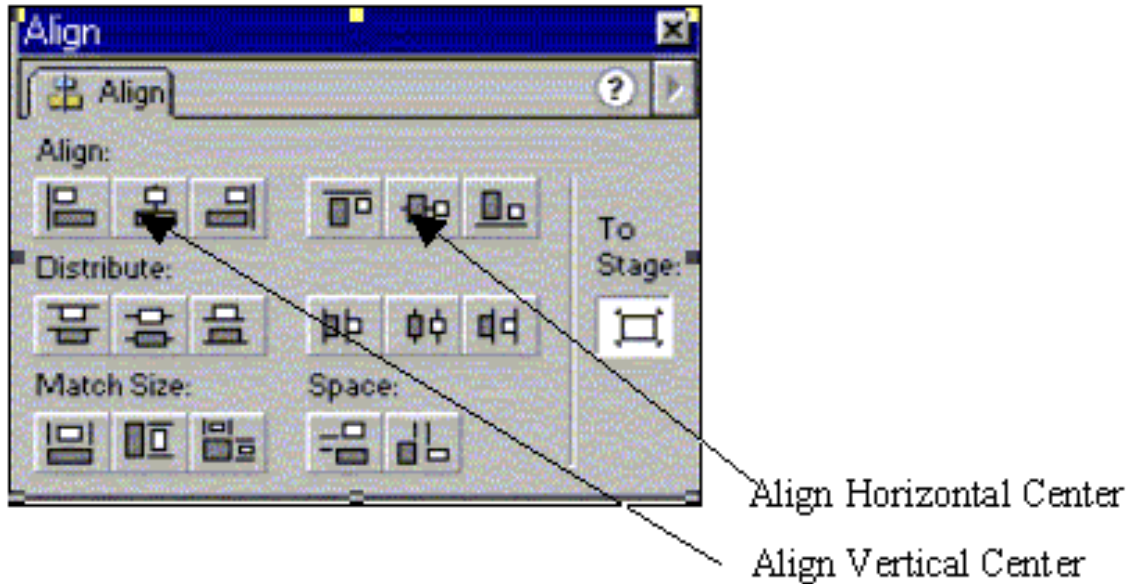 Align
Align
?
Align:
To
Stage:
Distribute:
Match Size:
Space:
Align Horizontal Center
Align Vertical Center